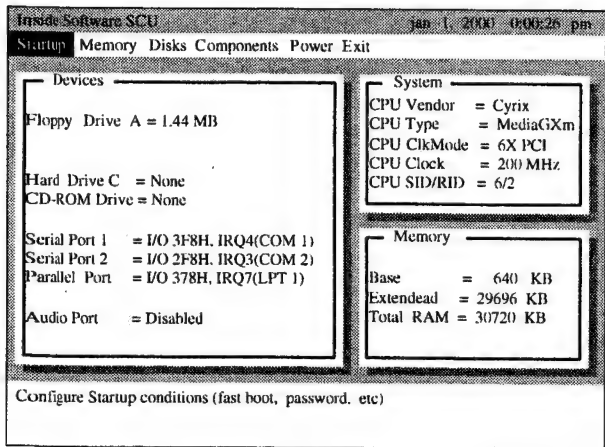 Inside Software SCU jan 1, 2000 0:00:26 pm
Startup Memory Disks Components Power Exit
Devices
Floppy Drive A = 1.44 MB
Hard Drive C = None
CD-ROM Drive = None
Serial Port 1 = I/O 3F8H, IRQ4(COM 1)
Serial Port 2 = I/O 2F8H, IRQ3(COM 2)
Parallel Port = I/O 378H, IRQ7(LPT 1)
Audio Port = Disabled
System
CPU Vendor = Cyrix
CPU Type = MediaGXm
CPU ClkMode = 6X PCI
CPU Clock = 200 MHz
CPU SID/RID = 6/2
Memory
Base = 640 KB
Extendead = 29696 KB
Total RAM = 30720 KB
Configure Startup conditions (fast boot, password. etc)